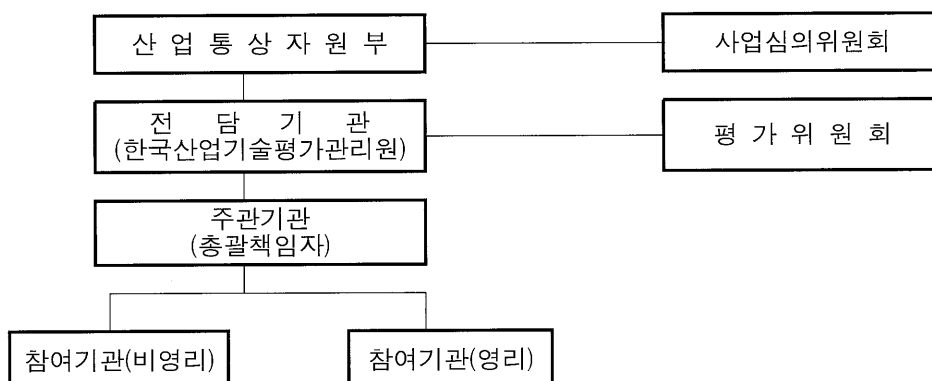 산 업 통 상 자 원 부
사업심의위원회
전 담 기 관
(한국산업기술평가관리원)
평 가 위 원 회
주관기관
(총괄책임자)
참여기관(비영리)
참여기관(영리)